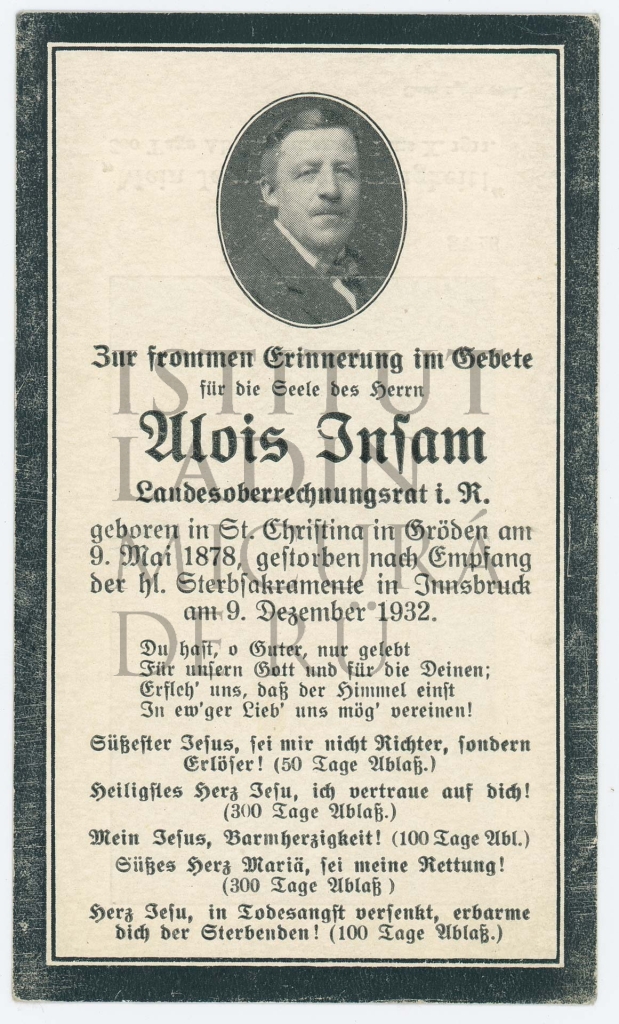 Zur frommen Erinnerung im Gebete
für die Seele des Herrn
Alois Insam
Landesoberrechnungsrat i. R.
geboren in St. Christina in Gröden am
9. Mai 1878, gestorben nach Empfang
der hl. Sterbsakramente in Innsbruck
am 9. Dezember 1932.
Du hast, o Guter, nur gelebt
Für unsern Gott und für die Deinen;
Erfleh' uns, daß der Himmel einst
In ew'ger Lieb' uns mög' vereinen!
Süßester Jesus, sei mir nicht Richter, sondern
Erlöser! (50 Tage Ablaß.)
Heiligstes Herz Jesu, ich vertraue auf dich!
(300 Tage Ablaß.)
Mein Jesus, Barmherzigkeit! (100 Tage Abl.)
Süßes Herz Mariä, sei meine Rettung!
(300 Tage Ablaß )
Herz Jesu, in Todesangst versenkt, erbarme
dich der Sterbenden! (100 Tage Ablaß.)
ISTITUT
LADIN
MICURÁ
DE RÜ